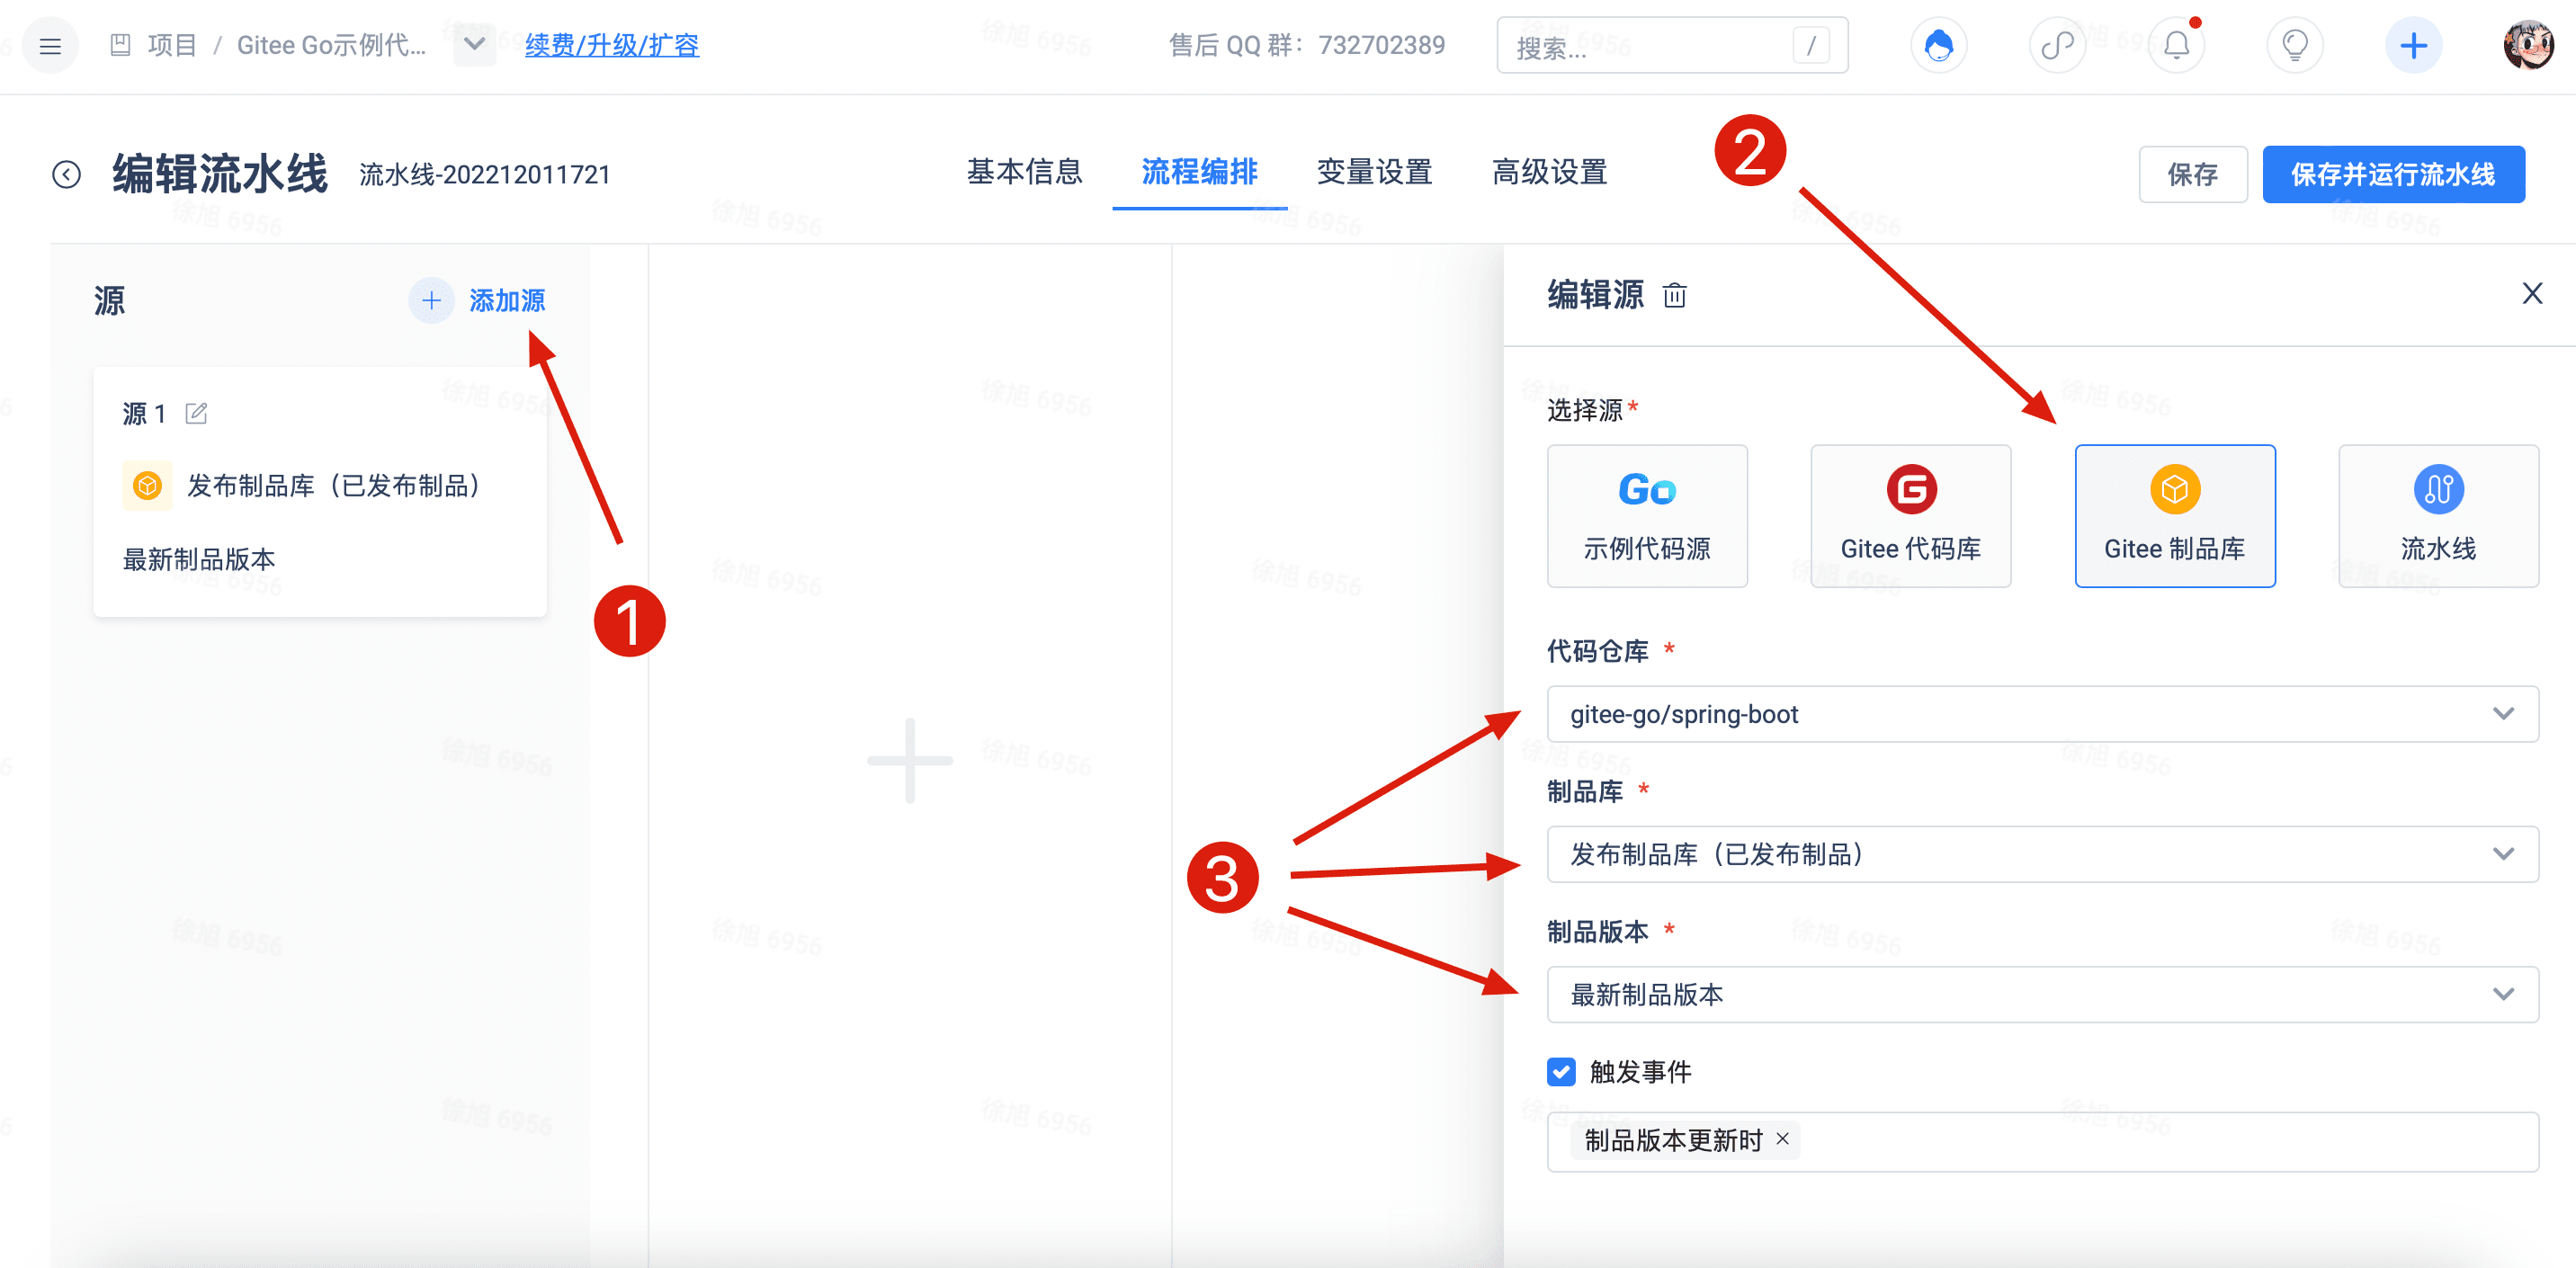 项目 / Gitee Go示例代... 续费/升级/扩容 售后 QQ 群：732702389 搜索... /
编辑流水线 流水线-202212011721 基本信息 流程编排 变量设置 高级设置 保存 保存并运行流水线
2
源 + 添加源
源 1
发布制品库（已发布制品）
最新制品版本
1
3
编辑源 X
选择源*
Go 示例代码源
G Gitee 代码库
Gitee 制品库
流水线
代码仓库 *
gitee-go/spring-boot
制品库 *
发布制品库（已发布制品）
制品版本 *
最新制品版本
触发事件
制品版本更新时 ×
徐旭 6956